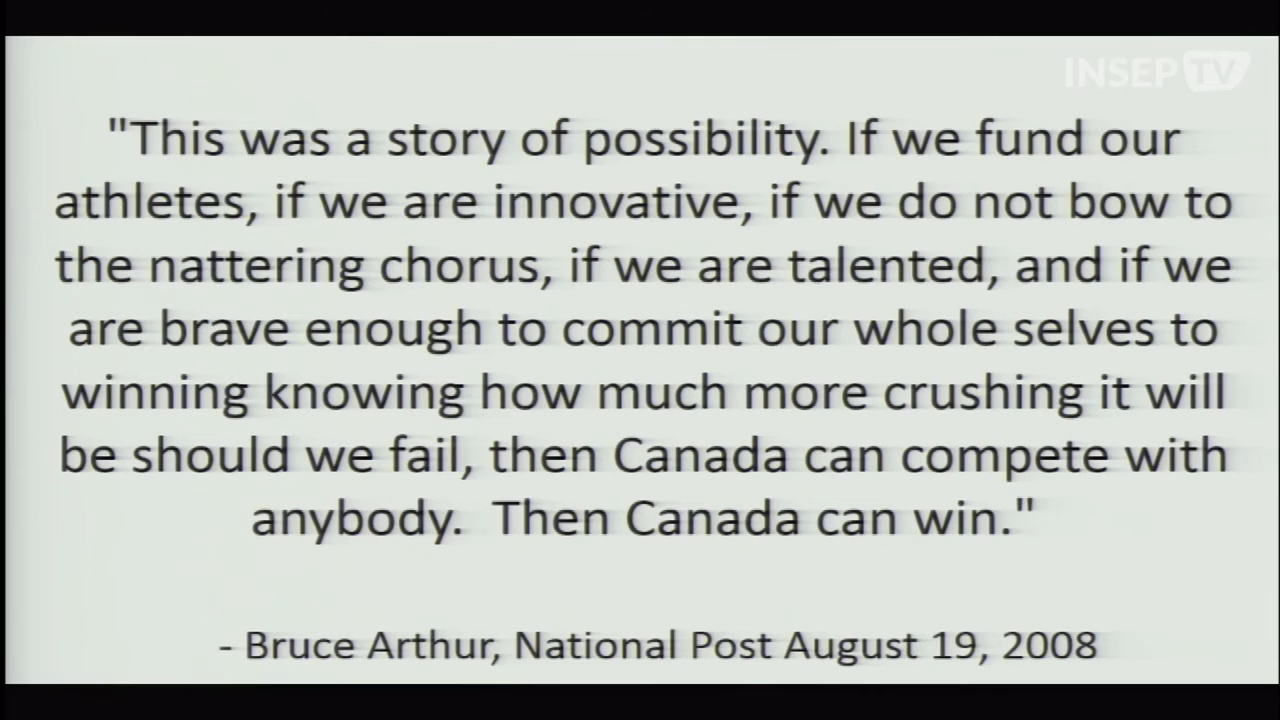 INSEP TV
"This was a story of possibility. If we fund our
athletes, if we are innovative, if we do not bow to
the nattering chorus, if we are talented, and if we
are brave enough to commit our whole selves to
winning knowing how much more crushing it will
be should we fail, then Canada can compete with
anybody.  Then Canada can win."
- Bruce Arthur, National Post August 19, 2008